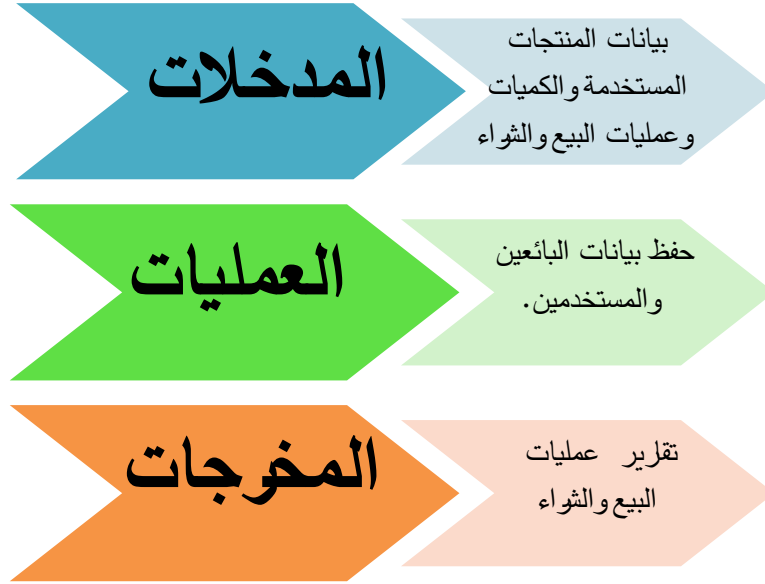 المدخلات
بيانات المنتجات
المستخدمة والكميات
وعمليات البيع والشراء
العمليات
حفظ بيانات البائعين
والمستخدمين.
المخرجات
تقارير عمليات
البيع والشراء